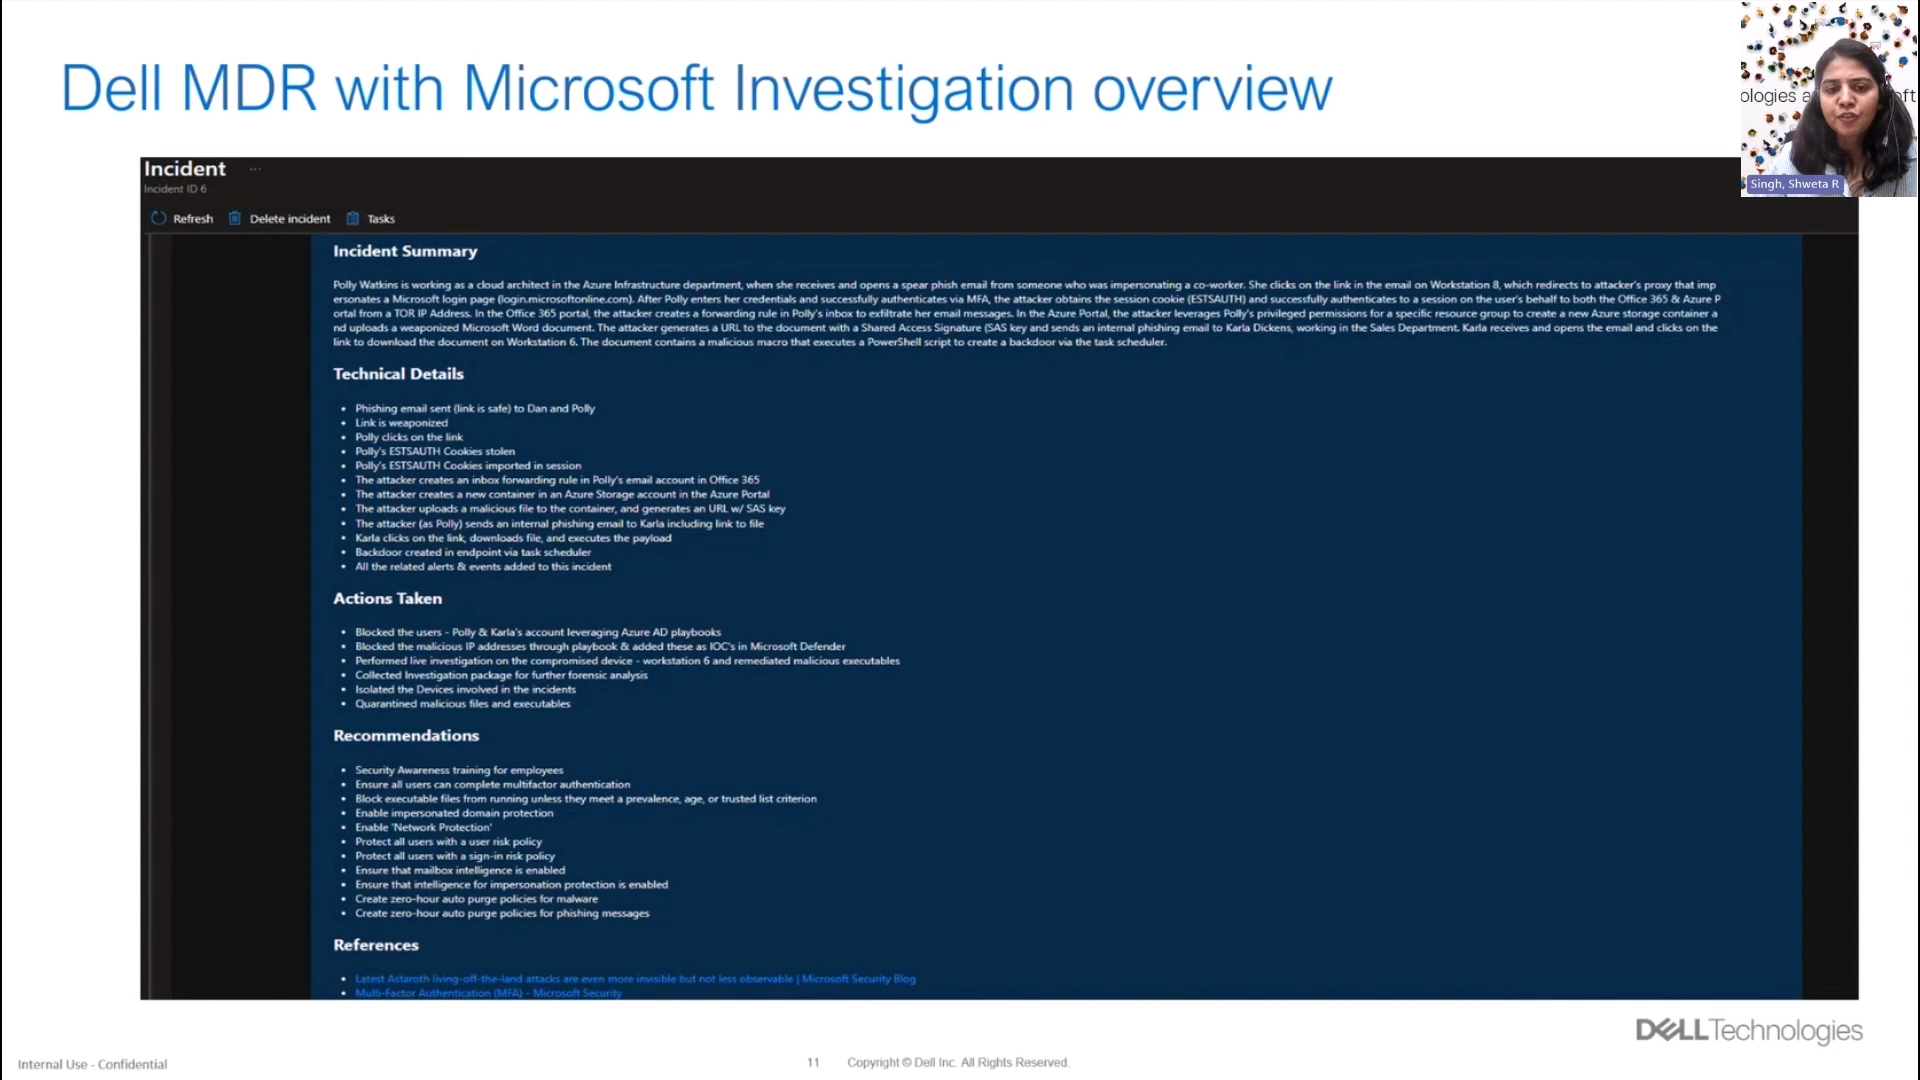 Dell MDR with Microsoft Investigation overview
ologies a
oft
Singh, Shweta R
Incident ...
Incident ID 6
Refresh Delete incident Tasks
Incident Summary
Polly Watkins is working as a cloud architect in the Azure Infrastructure department, when she receives and opens a spear phish email from someone who was impersonating a co-worker. She clicks on the link in the email on Workstation 8, which redirects to attacker's proxy that imp
ersonates a Microsoft login page (login.microsoftonline.com). After Polly enters her credentials and successfully authenticates via MFA, the attacker obtains the session cookie (ESTSAUTH) and successfully authenticates to a session on the user's behalf to both the Office 365 & Azure P
ortal from a TOR IP Address. In the Office 365 portal, the attacker creates a forwarding rule in Polly's inbox to exfiltrate her email messages. In the Azure Portal, the attacker leverages Polly's privileged permissions for a specific resource group to create a new Azure storage container a
nd uploads a weaponized Microsoft Word document. The attacker generates a URL to the document with a Shared Access Signature (SAS key and sends an internal phishing email to Karla Dickens, working in the Sales Department. Karla receives and opens the email and clicks on the
link to download the document on Workstation 6. The document contains a malicious macro that executes a PowerShell script to create a backdoor via the task scheduler.
Technical Details
• Phishing email sent (link is safe) to Dan and Polly
• Link is weaponized
• Polly clicks on the link
• Polly's ESTSAUTH Cookies stolen
• Polly's ESTSAUTH Cookies imported in session
• The attacker creates an inbox forwarding rule in Polly's email account in Office 365
• The attacker creates a new container in an Azure Storage account in the Azure Portal
• The attacker uploads a malicious file to the container, and generates an URL w/ SAS key
• The attacker (as Polly) sends an internal phishing email to Karla including link to file
• Karla clicks on the link, downloads file, and executes the payload
• Backdoor created in endpoint via task scheduler
• All the related alerts & events added to this incident
Actions Taken
• Blocked the users - Polly & Karla's account leveraging Azure AD playbooks
• Blocked the malicious IP addresses through playbook & added these as IOC's in Microsoft Defender
• Performed live investigation on the compromised device - workstation 6 and remediated malicious executables
• Collected Investigation package for further forensic analysis
• Isolated the Devices involved in the incidents
• Quarantined malicious files and executables
Recommendations
• Security Awareness training for employees
• Ensure all users can complete multifactor authentication
• Block executable files from running unless they meet a prevalence, age, or trusted list criterion
• Enable impersonated domain protection
• Enable 'Network Protection'
• Protect all users with a user risk policy
• Protect all users with a sign-in risk policy
• Ensure that mailbox intelligence is enabled
• Ensure that intelligence for impersonation protection is enabled
• Create zero-hour auto purge policies for malware
• Create zero-hour auto purge policies for phishing messages
References
• Latest Astaroth living-off-the-land attacks are even more invisible but not less observable | Microsoft Security Blog
• Multi-Factor Authentication (MFA) - Microsoft Security
DELL Technologies
Internal Use - Confidential
11 Copyright © Dell Inc. All Rights Reserved.